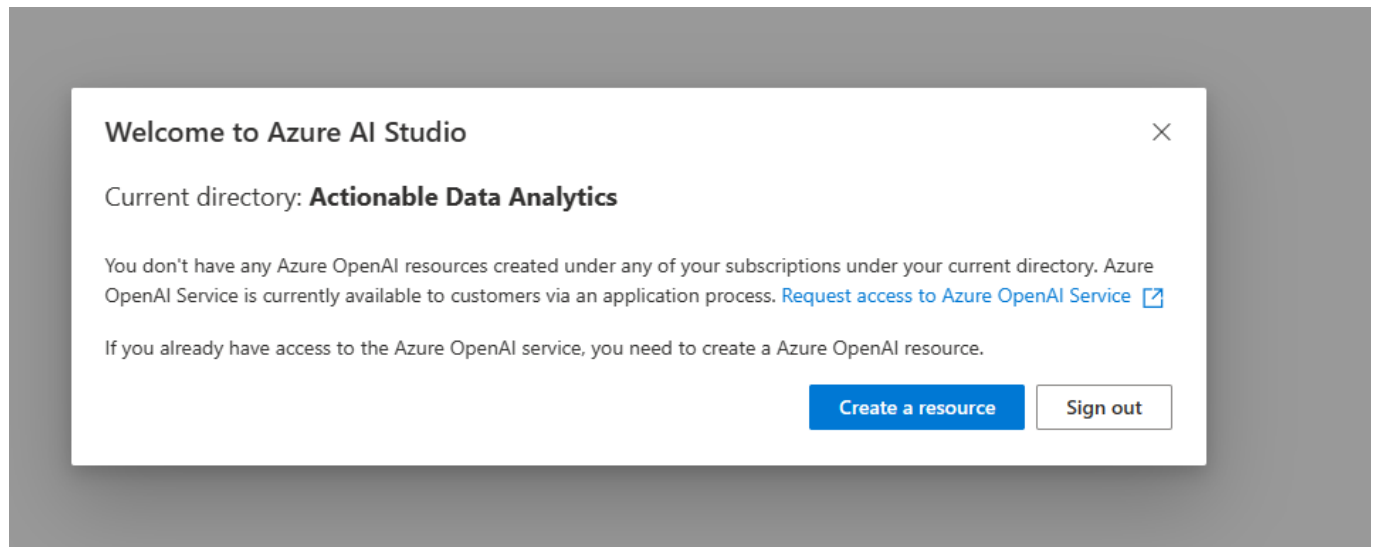 Welcome to Azure AI Studio
Current directory: Actionable Data Analytics
You don't have any Azure OpenAI resources created under any of your subscriptions under your current directory. Azure
OpenAI Service is currently available to customers via an application process. Request access to Azure OpenAI Service
If you already have access to the Azure OpenAI service, you need to create a Azure OpenAI resource.
Create a resource
Sign out